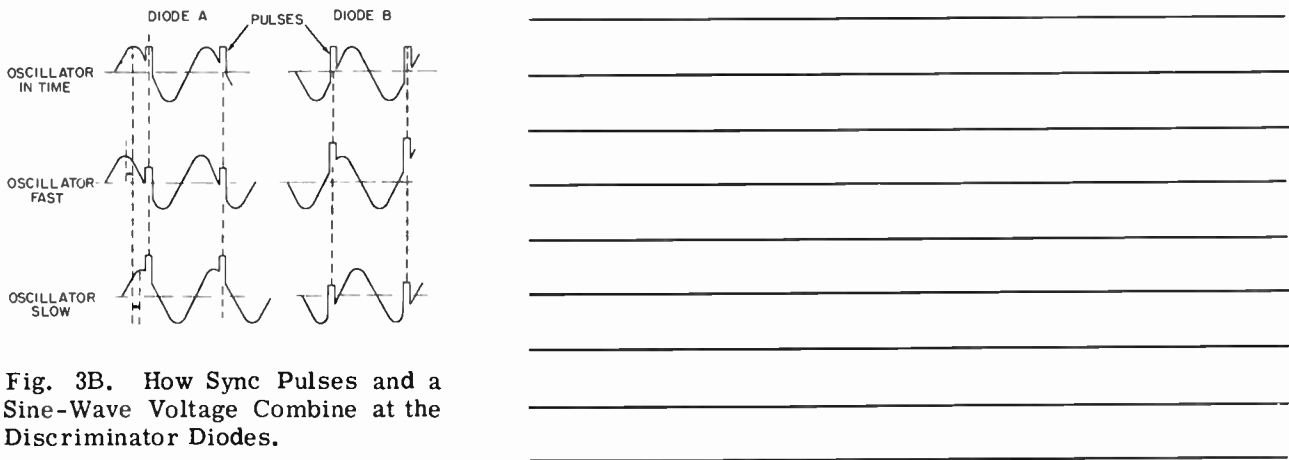 DIODE A
PULSES
DIODE B
OSCILLATOR
IN TIME
OSCILLATOR
FAST
OSCILLATOR
SLOW
Fig. 3B. How Sync Pulses and a
Sine-Wave Voltage Combine at the
Discriminator Diodes.